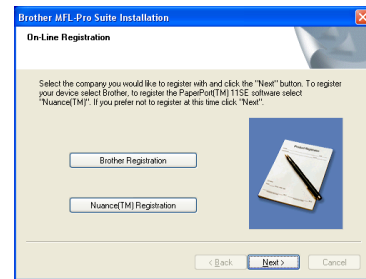 Brother MFL-Pro Suite Installation
On-Line Registration
Select the company you would like to register with and click the "Next" button. To register
your device select Brother, to register the PaperPort(TM) 11SE software select
"Nuance(TM)". If you prefer not to register at this time click "Next".
Brother Registration
Nuance(TM) Registration
< Back
Next >
Cancel